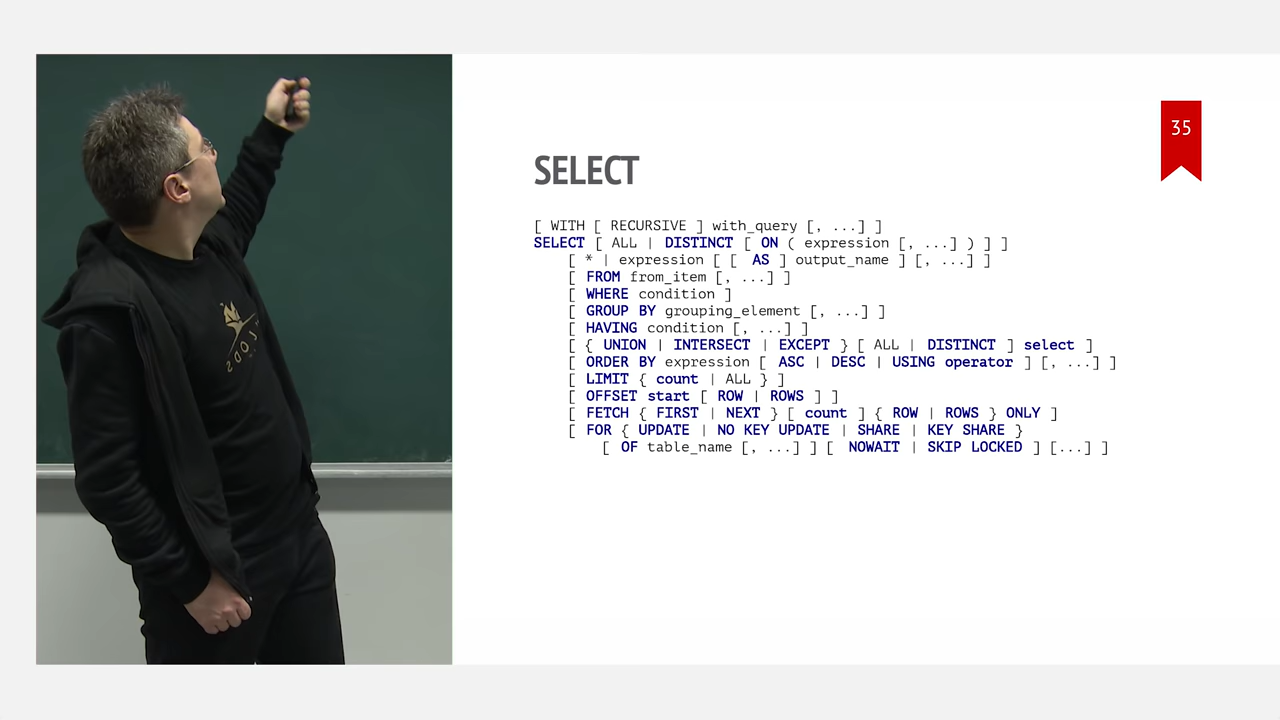 35
SELECT
[ WITH [ RECURSIVE ] with_query [, ...] ]
SELECT [ ALL | DISTINCT [ ON ( expression [, ...] ) ] ]
[ * | expression [ [ AS ] output_name ] [, ...] ]
[ FROM from_item [, ...] ]
[ WHERE condition ]
[ GROUP BY grouping_element [, ...] ]
[ HAVING condition [, ...] ]
[ { UNION | INTERSECT | EXCEPT } [ ALL | DISTINCT ] select ]
[ ORDER BY expression [ ASC | DESC | USING operator ] [, ...] ]
[ LIMIT { count | ALL } ]
[ OFFSET start [ ROW | ROWS ] ]
[ FETCH { FIRST | NEXT } [ count ] { ROW | ROWS } ONLY ]
[ FOR { UPDATE | NO KEY UPDATE | SHARE | KEY SHARE }
[ OF table_name [, ...] ] [ NOWAIT | SKIP LOCKED ] [...] ]